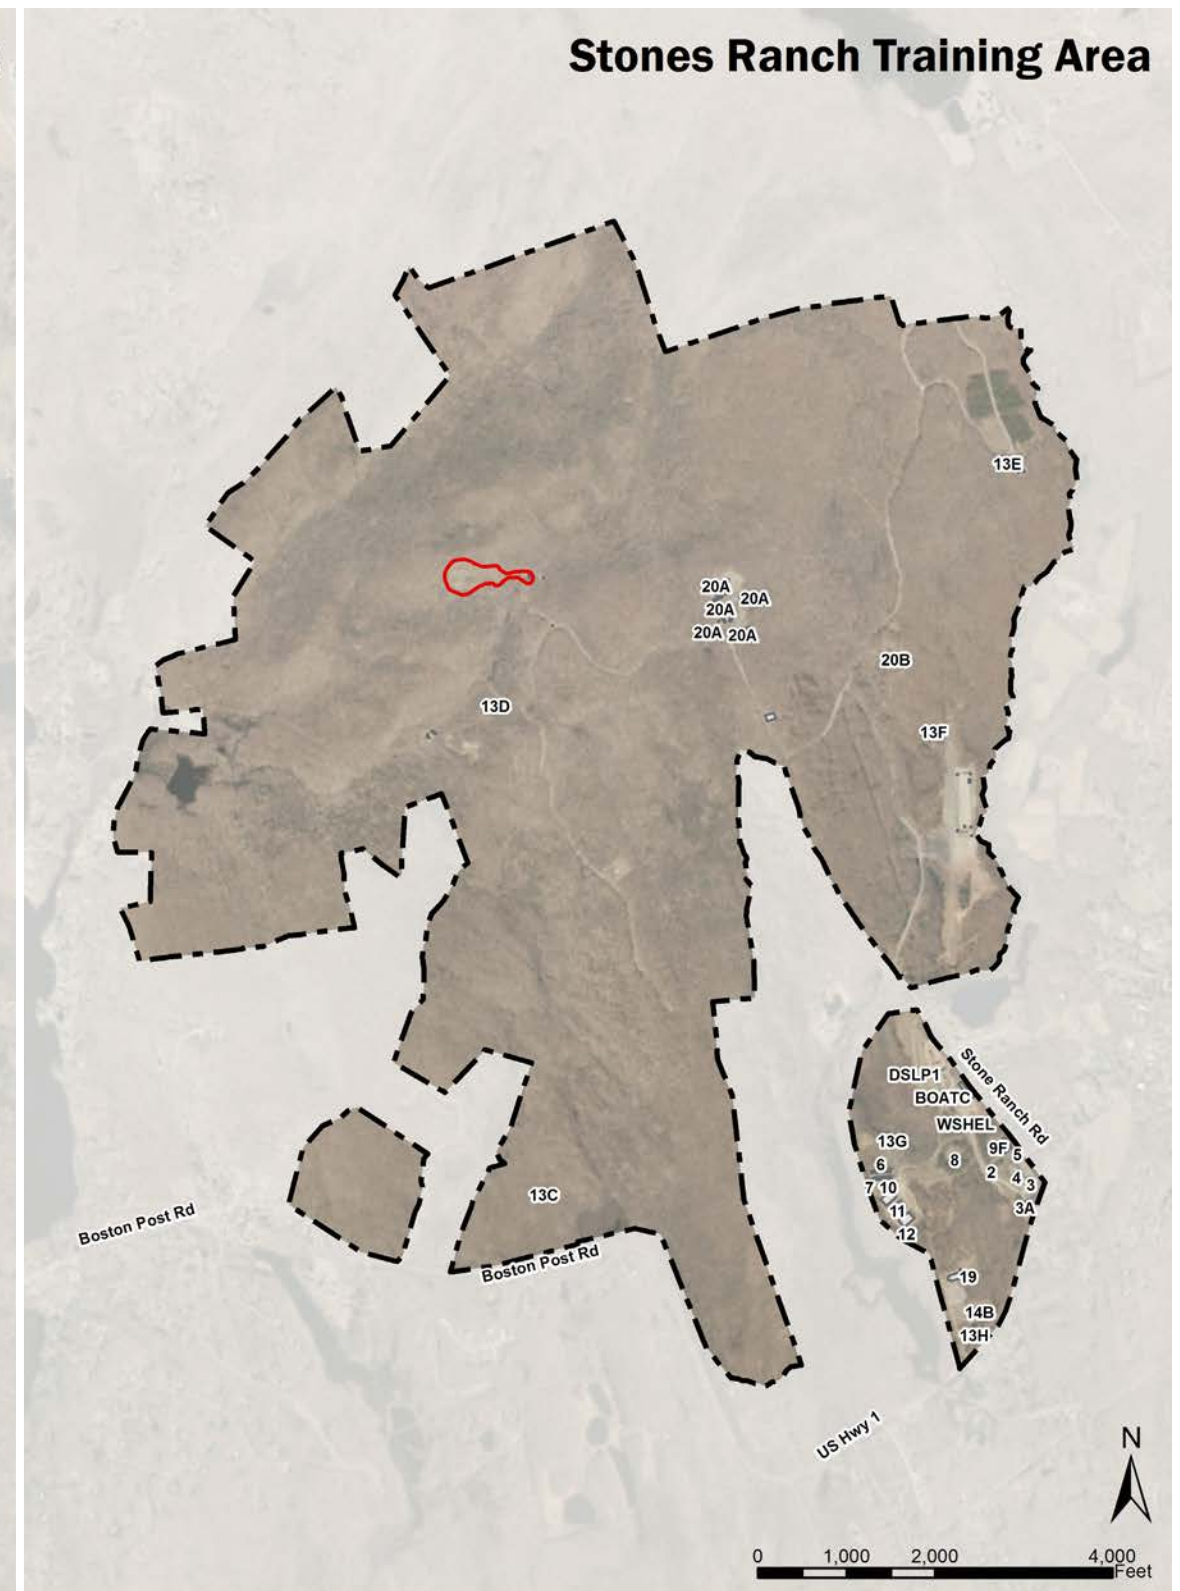 Stones Ranch Training Area
13E
20A
20A
20A
20A
20A
20B
13D
13F
Stone Ranch Rd
DSLP1
BOATC
WSHEL
13G
9F
5
8
6
2
4
3
7
10
3A
11
12
13C
Boston Post Rd
Boston Post Rd
19
14B
13H
US Hwy 1
N
0
1,000
2,000
4,000
Feet